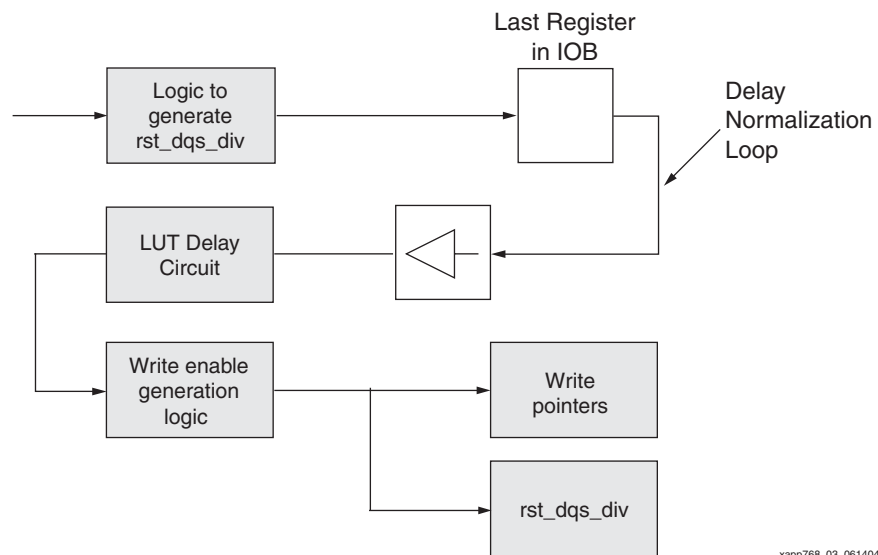 Last Register
in IOB
Logic to
generate
rst_dqs_div
Delay
Normalization
Loop
LUT Delay
Circuit
Write enable
generation
logic
Write
pointers
rst_dqs_div
xapp768_03_061404